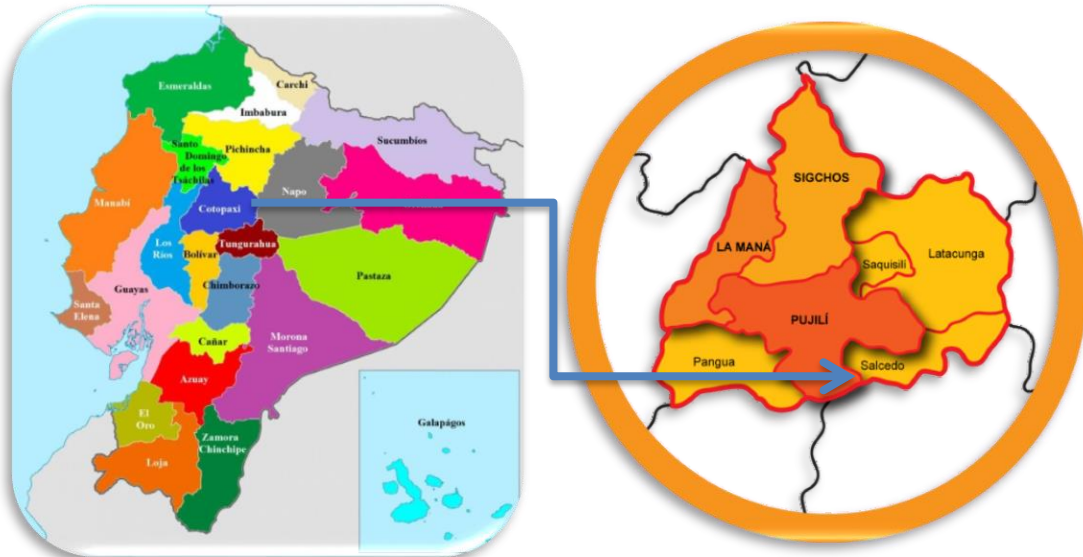 Esmeraldas
Carchi
Imbabura
Sucumbíos
Santo
Domingo
de los
Tsáchilas
Pichincha
Napo
Manabí
Cotopaxi
Los
Ríos
Bolívar
Tungurahua
Pastaza
Guayas
Chimborazo
Santa
Elena
Cañar
Morona
Santiago
Azuay
El
Oro
Zamora
Chinchipe
Loja
Galapágos
SIGCHOS
LA MANÁ
Saquisilí
Latacunga
PUJILÍ
Pangua
Salcedo